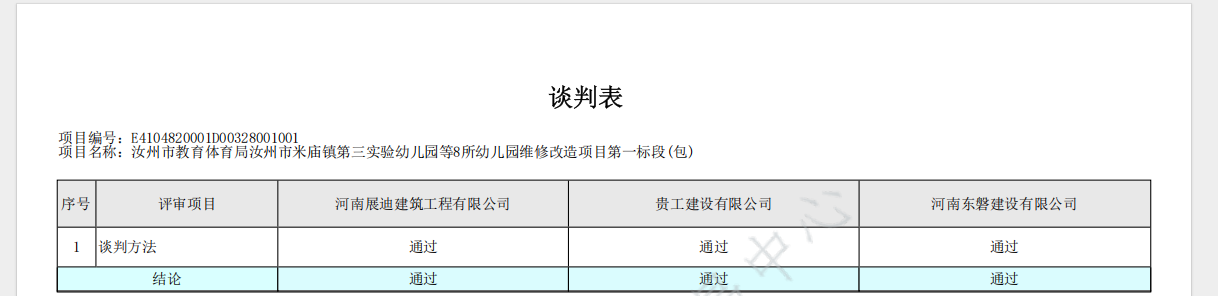 谈判表
项目编号：E4104820001D00328001001
项目名称：汝州市教育体育局汝州市米庙镇第三实验幼儿园等8所幼儿园维修改造项目第一标段(包)
序号 评审项目 河南展迪建筑工程有限公司 贵工建设有限公司 河南东磐建设有限公司
1 谈判方法 通过 通过 通过
结论 通过 通过 通过
中心